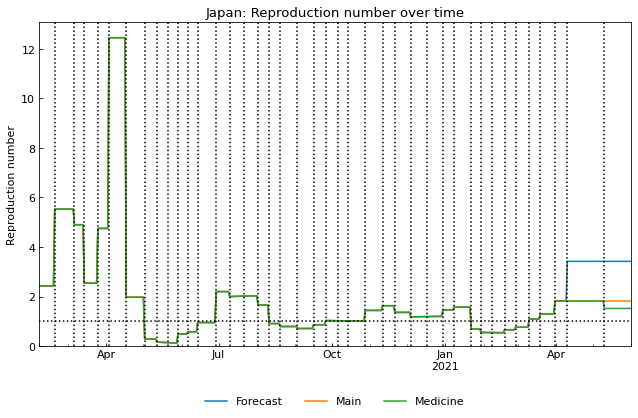 Japan: Reproduction number over time
Reproduction number
12
10
8
6
4
2
0
Apr
Jul
Oct
Jan
2021
Apr
Forecast
Main
Medicine